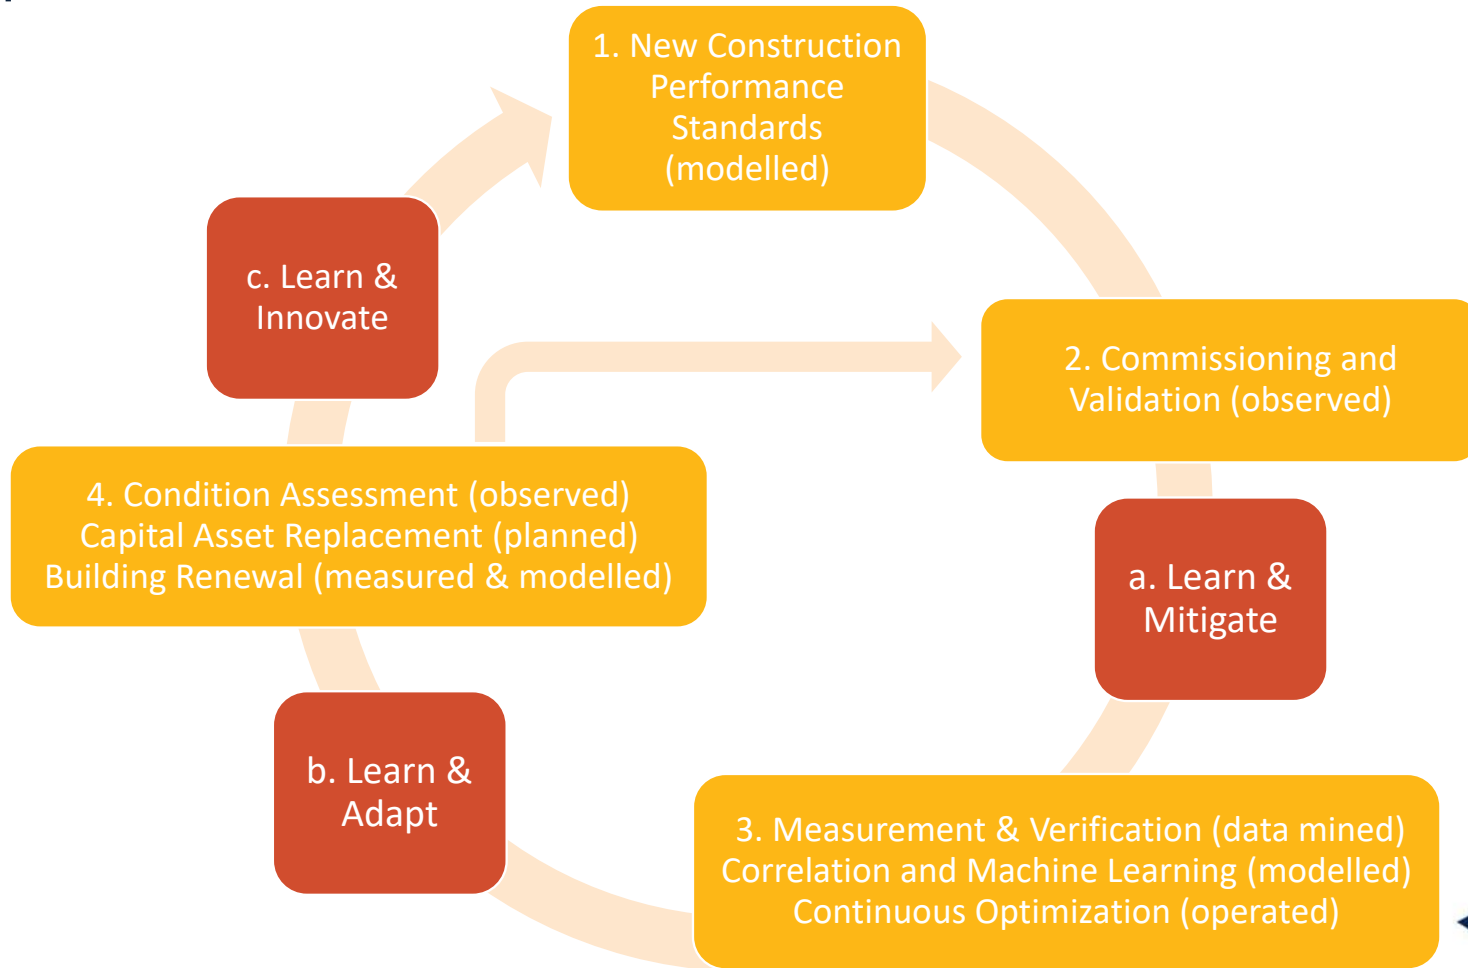 1. New Construction
Performance
Standards
(modelled)
c. Learn &
Innovate
2. Commissioning and
Validation (observed)
4. Condition Assessment (observed)
Capital Asset Replacement (planned)
Building Renewal (measured & modelled)
a. Learn &
Mitigate
b. Learn &
Adapt
3. Measurement & Verification (data mined)
Correlation and Machine Learning (modelled)
Continuous Optimization (operated)